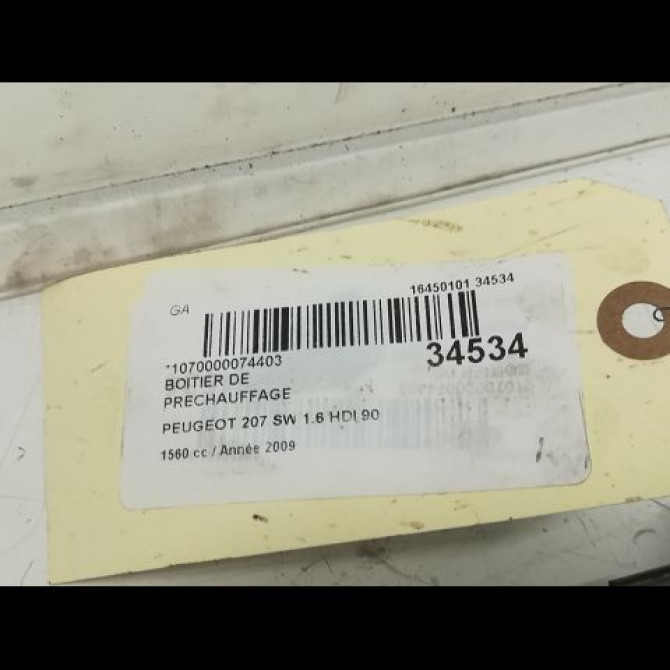 GA
16450101 34534
*1070000074403
34534
BOITIER DE
PRECHAUFFAGE
PEUGEOT 207 SW 1.6 HDI 90
1560 cc / Année 2009